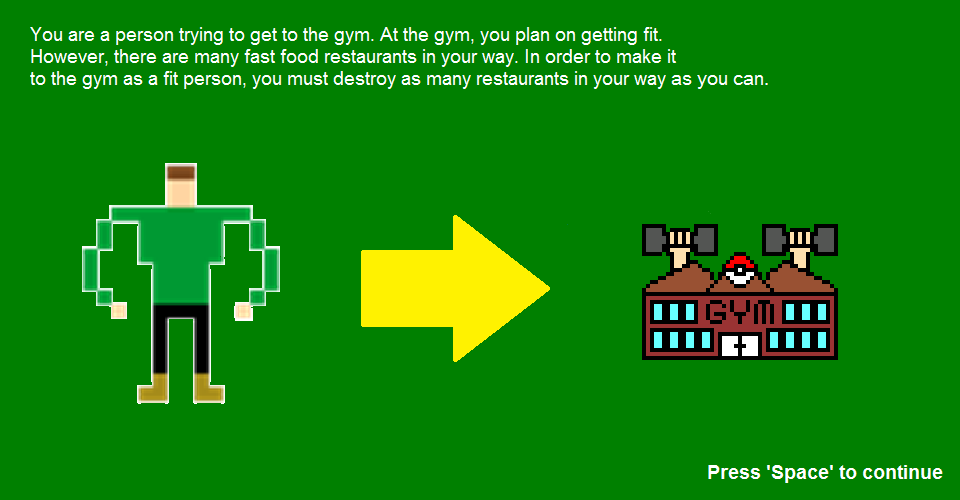 You are a person trying to get to the gym. At the gym, you plan on getting fit.
However, there are many fast food restaurants in your way. In order to make it
to the gym as a fit person, you must destroy as many restaurants in your way as you can.
GYM
Press 'Space' to continue